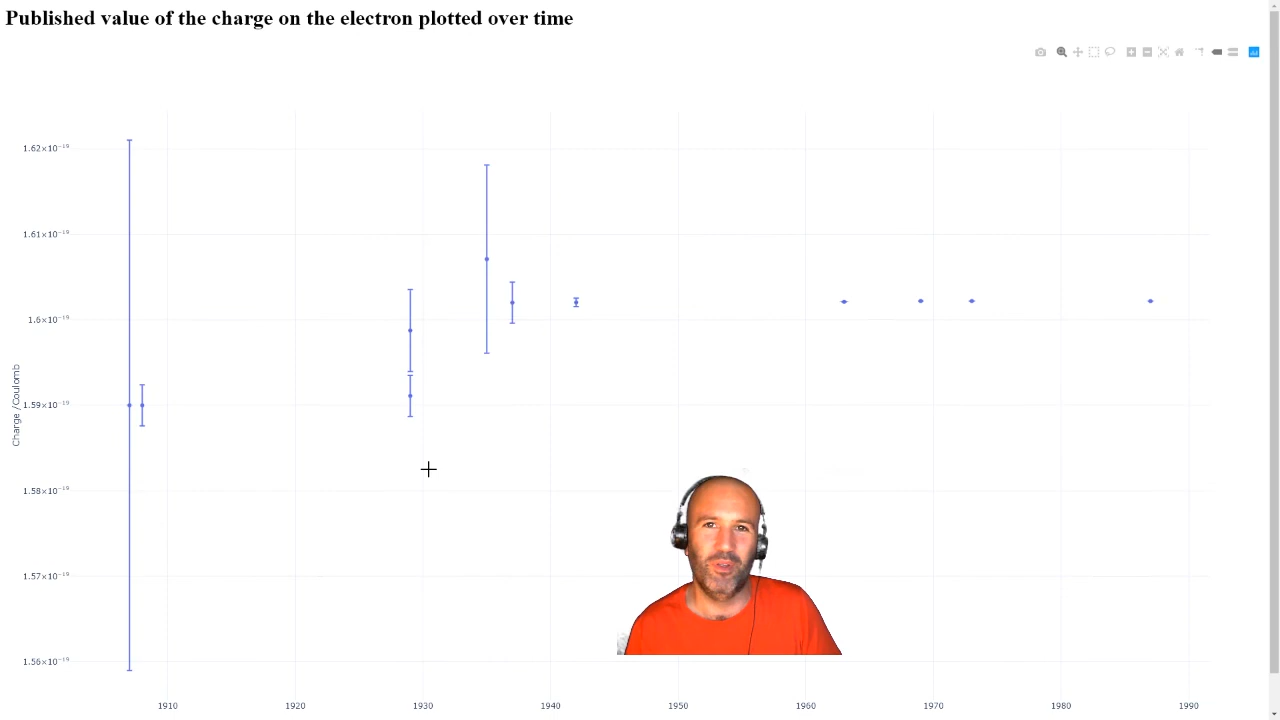 Published value of the charge on the electron plotted over time
1.62×10⁻¹⁹
1.61×10⁻¹⁹
1.6×10⁻¹⁹
1.59×10⁻¹⁹
1.58×10⁻¹⁹
1.57×10⁻¹⁹
1.56×10⁻¹⁹
Charge /Coulomb
1910 1920 1930 1940 1950 1960 1970 1980 1990